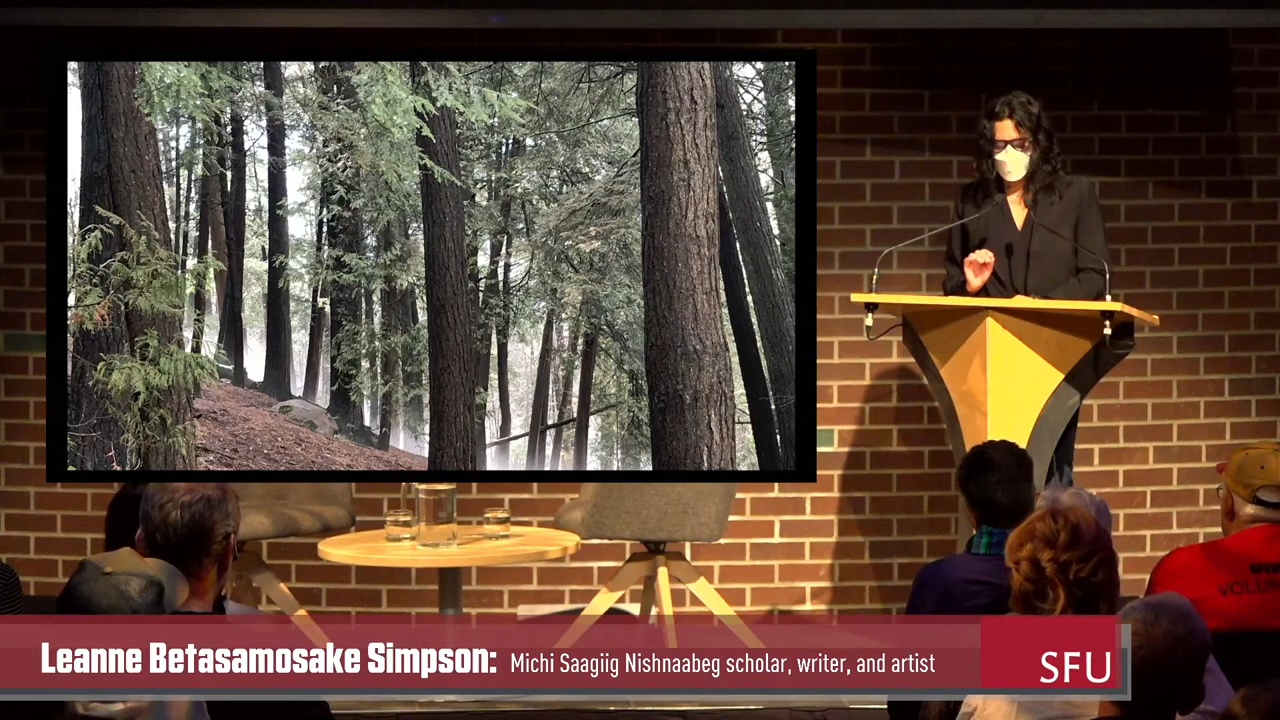 Leanne Betasamosake Simpson: Michi Saagiig Nishnaabeg scholar, writer, and artist
SFU